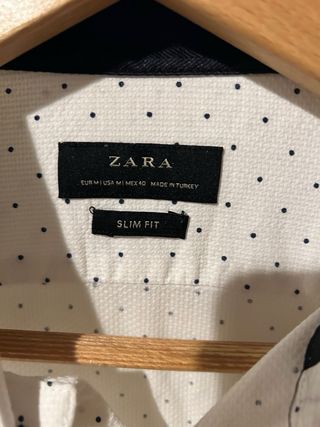 ZARA
EUR M | USA M | MEX 40 MADE IN TURKEY
SLIM FIT